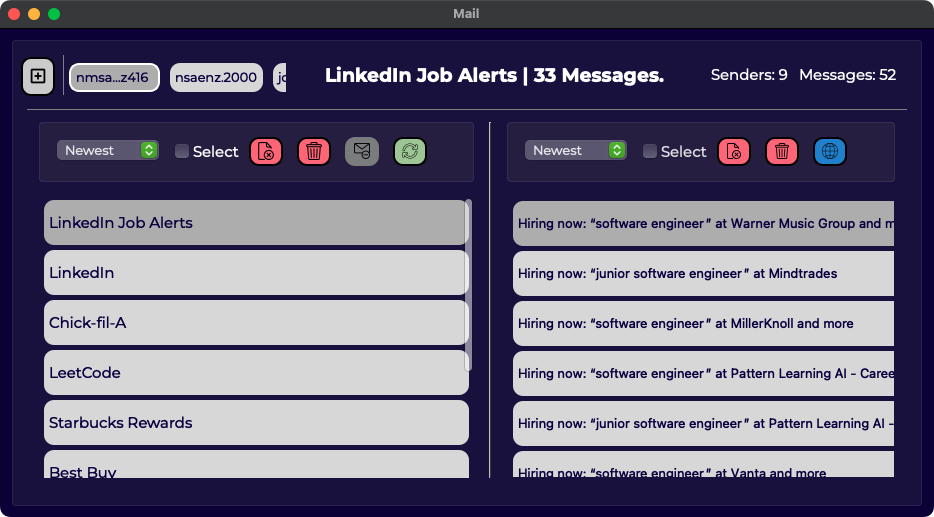 Mail
nmsa...z416 nsaenz.2000 jc LinkedIn Job Alerts | 33 Messages. Senders: 9 Messages: 52
Newest Select Newest Select
LinkedIn Job Alerts
LinkedIn
Chick-fil-A
LeetCode
Starbucks Rewards
Best Buy
Hiring now: “software engineer” at Warner Music Group and m
Hiring now: “junior software engineer” at Mindtrades
Hiring now: “software engineer” at MillerKnoll and more
Hiring now: “software engineer” at Pattern Learning AI - Caree
Hiring now: “junior software engineer” at Pattern Learning AI -
Hiring now: “software engineer” at Vanta and more